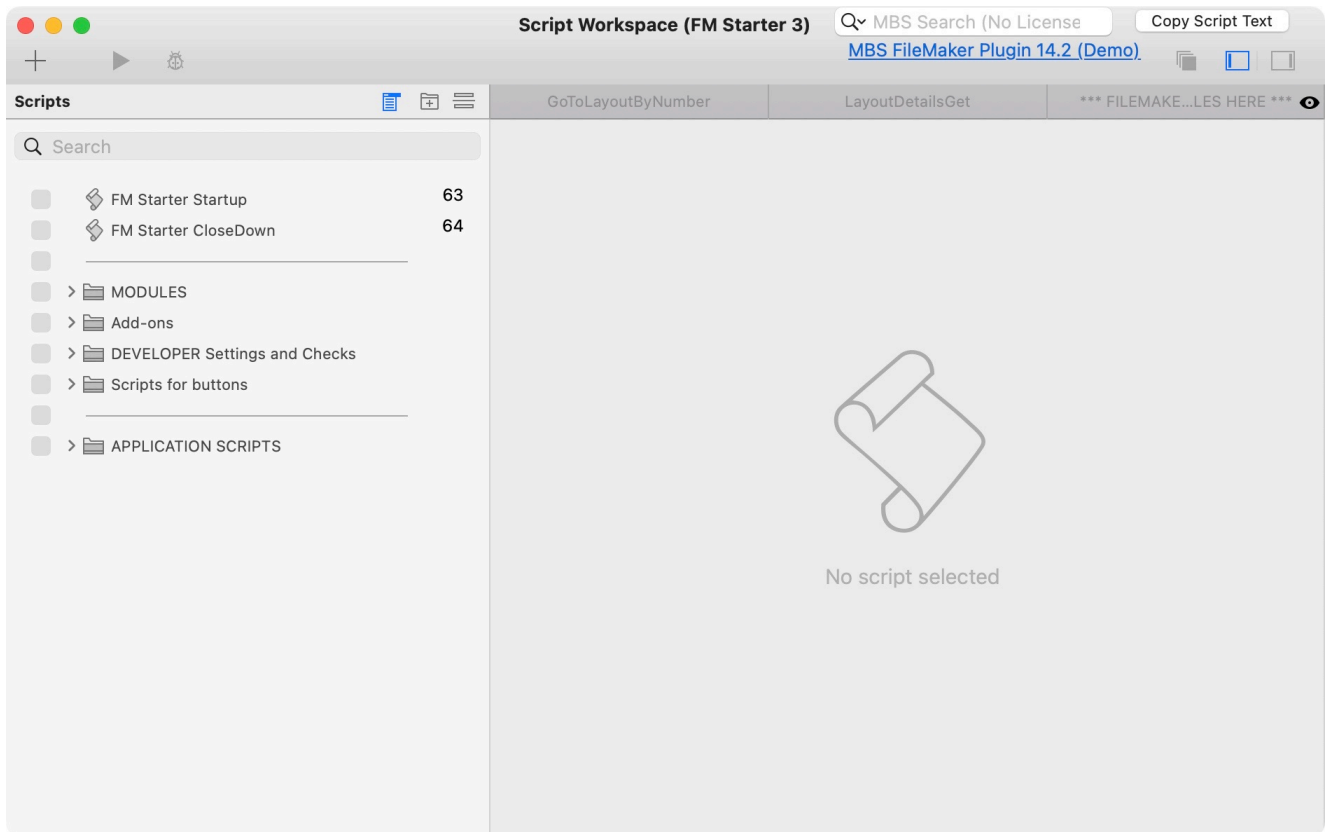 Script Workspace (FM Starter 3)
MBS Search (No License
Copy Script Text
MBS FileMaker Plugin 14.2 (Demo)
Scripts
GoToLayoutByNumber
LayoutDetailsGet
*** FILEMAKE...LES HERE ***
Search
FM Starter Startup 63
FM Starter CloseDown 64
MODULES
Add-ons
DEVELOPER Settings and Checks
Scripts for buttons
APPLICATION SCRIPTS
No script selected